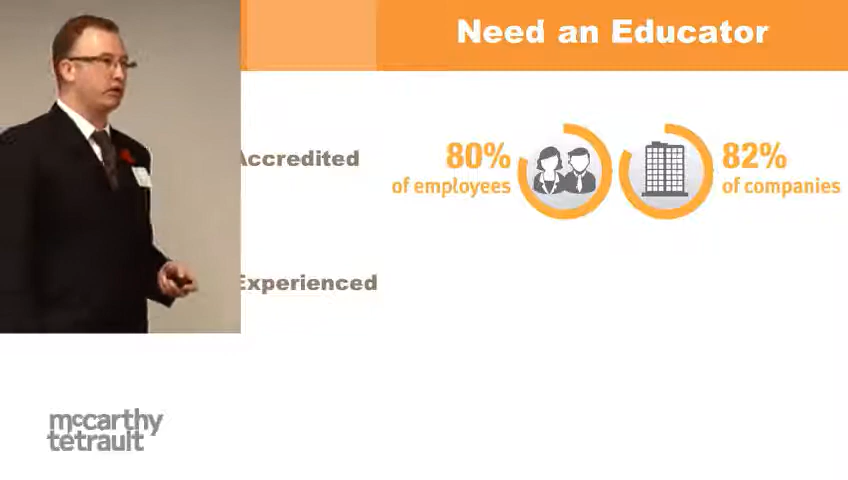 Need an Educator
Accredited
80%
of employees
82%
of companies
Experienced
mccarthy
tetrault